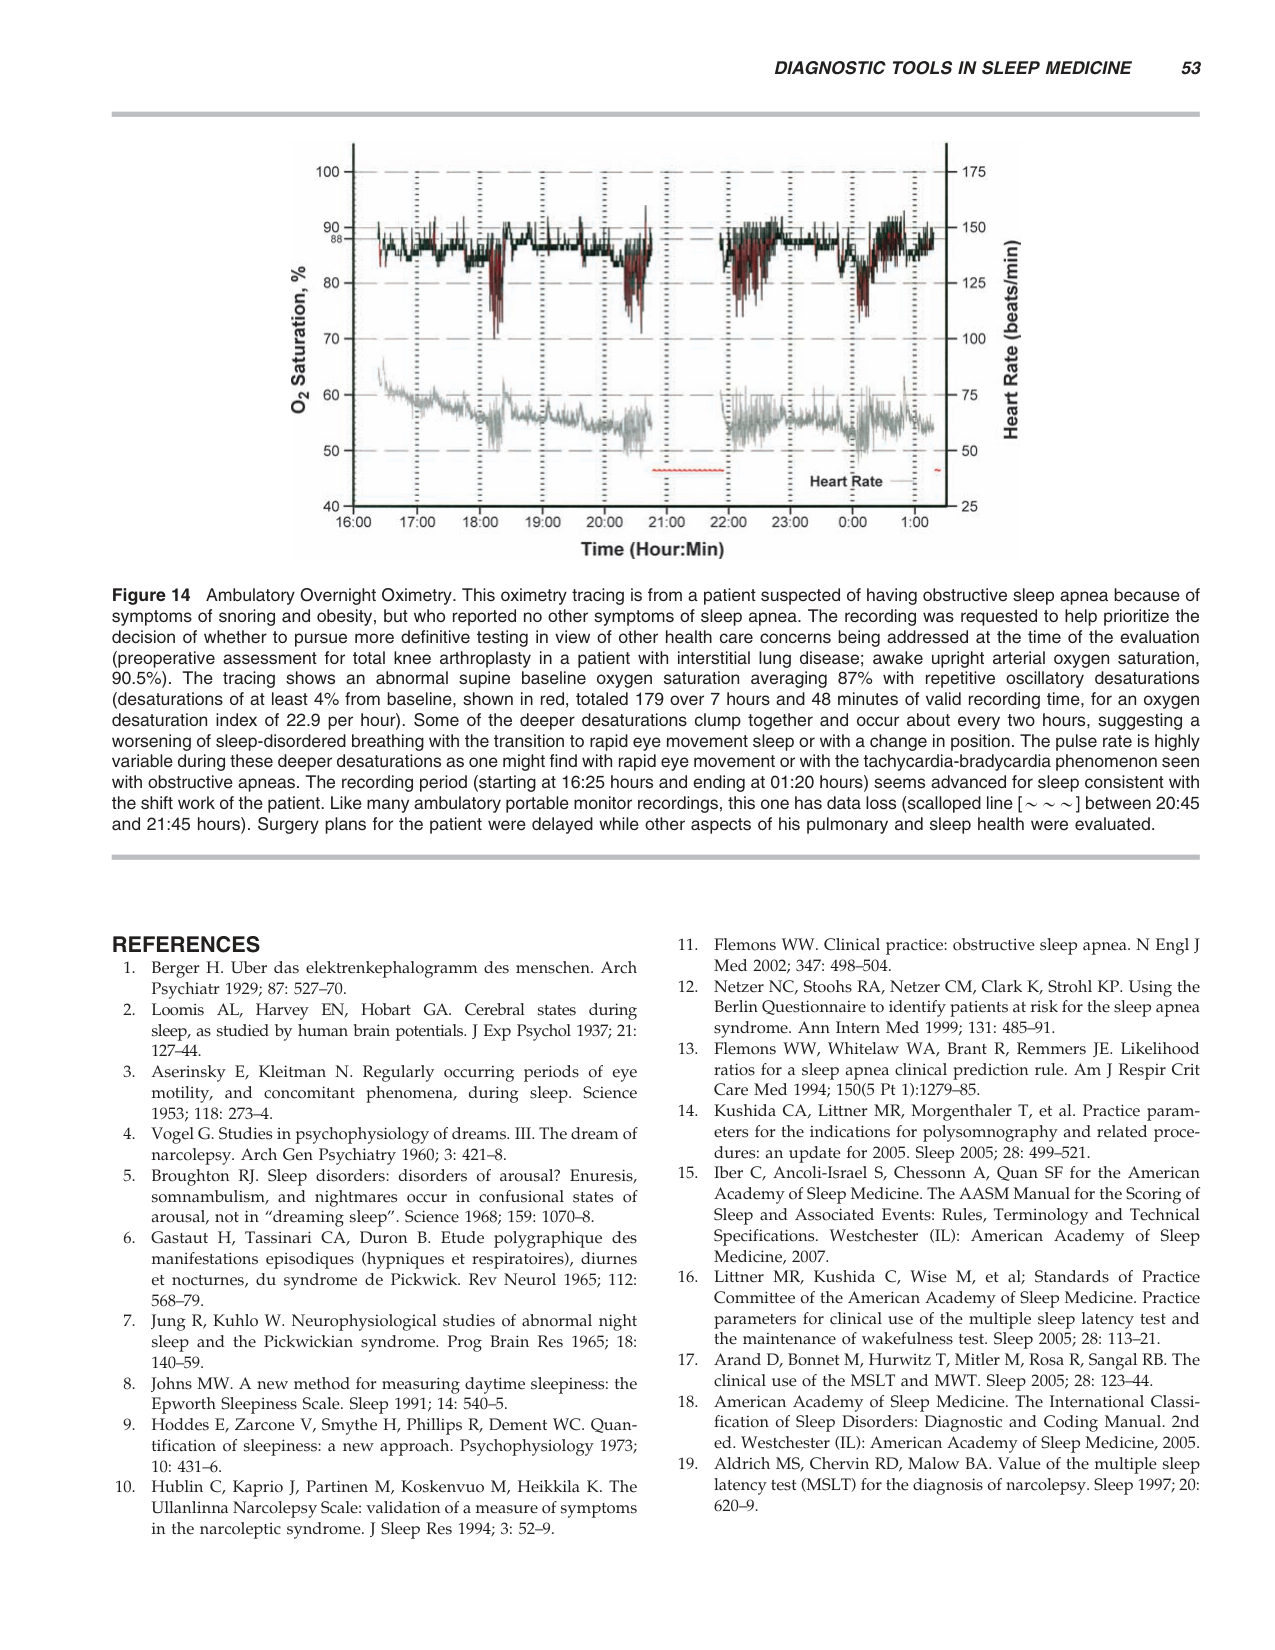 DIAGNOSTIC TOOLS IN SLEEP MEDICINE 53
100
90
88
80
70
60
50
40
O2 Saturation, %
175
150
125
100
75
50
25
Heart Rate (beats/min)
Heart Rate
16:00 17:00 18:00 19:00 20:00 21:00 22:00 23:00 0:00 1:00
Time (Hour:Min)
Figure 14 Ambulatory Overnight Oximetry. This oximetry tracing is from a patient suspected of having obstructive sleep apnea because of
symptoms of snoring and obesity, but who reported no other symptoms of sleep apnea. The recording was requested to help prioritize the
decision of whether to pursue more definitive testing in view of other health care concerns being addressed at the time of the evaluation
(preoperative assessment for total knee arthroplasty in a patient with interstitial lung disease; awake upright arterial oxygen saturation,
90.5%). The tracing shows an abnormal supine baseline oxygen saturation averaging 87% with repetitive oscillatory desaturations
(desaturations of at least 4% from baseline, shown in red, totaled 179 over 7 hours and 48 minutes of valid recording time, for an oxygen
desaturation index of 22.9 per hour). Some of the deeper desaturations clump together and occur about every two hours, suggesting a
worsening of sleep-disordered breathing with the transition to rapid eye movement sleep or with a change in position. The pulse rate is highly
variable during these deeper desaturations as one might find with rapid eye movement or with the tachycardia-bradycardia phenomenon seen
with obstructive apneas. The recording period (starting at 16:25 hours and ending at 01:20 hours) seems advanced for sleep consistent with
the shift work of the patient. Like many ambulatory portable monitor recordings, this one has data loss (scalloped line [∼ ∼ ∼] between 20:45
and 21:45 hours). Surgery plans for the patient were delayed while other aspects of his pulmonary and sleep health were evaluated.
REFERENCES
1. Berger H. Uber das elektrenkephalogramm des menschen. Arch
Psychiatr 1929; 87: 527–70.
2. Loomis AL, Harvey EN, Hobart GA. Cerebral states during
sleep, as studied by human brain potentials. J Exp Psychol 1937; 21:
127–44.
3. Aserinsky E, Kleitman N. Regularly occurring periods of eye
motility, and concomitant phenomena, during sleep. Science
1953; 118: 273–4.
4. Vogel G. Studies in psychophysiology of dreams. III. The dream of
narcolepsy. Arch Gen Psychiatry 1960; 3: 421–8.
5. Broughton RJ. Sleep disorders: disorders of arousal? Enuresis,
somnambulism, and nightmares occur in confusional states of
arousal, not in “dreaming sleep”. Science 1968; 159: 1070–8.
6. Gastaut H, Tassinari CA, Duron B. Etude polygraphique des
manifestations episodiques (hypniques et respiratoires), diurnes
et nocturnes, du syndrome de Pickwick. Rev Neurol 1965; 112:
568–79.
7. Jung R, Kuhlo W. Neurophysiological studies of abnormal night
sleep and the Pickwickian syndrome. Prog Brain Res 1965; 18:
140–59.
8. Johns MW. A new method for measuring daytime sleepiness: the
Epworth Sleepiness Scale. Sleep 1991; 14: 540–5.
9. Hoddes E, Zarcone V, Smythe H, Phillips R, Dement WC. Quan-
tification of sleepiness: a new approach. Psychophysiology 1973;
10: 431–6.
10. Hublin C, Kaprio J, Partinen M, Koskenvuo M, Heikkila K. The
Ullanlinna Narcolepsy Scale: validation of a measure of symptoms
in the narcoleptic syndrome. J Sleep Res 1994; 3: 52–9.
11. Flemons WW. Clinical practice: obstructive sleep apnea. N Engl J
Med 2002; 347: 498–504.
12. Netzer NC, Stoohs RA, Netzer CM, Clark K, Strohl KP. Using the
Berlin Questionnaire to identify patients at risk for the sleep apnea
syndrome. Ann Intern Med 1999; 131: 485–91.
13. Flemons WW, Whitelaw WA, Brant R, Remmers JE. Likelihood
ratios for a sleep apnea clinical prediction rule. Am J Respir Crit
Care Med 1994; 150(5 Pt 1):1279–85.
14. Kushida CA, Littner MR, Morgenthaler T, et al. Practice param-
eters for the indications for polysomnography and related proce-
dures: an update for 2005. Sleep 2005; 28: 499–521.
15. Iber C, Ancoli-Israel S, Chessonn A, Quan SF for the American
Academy of Sleep Medicine. The AASM Manual for the Scoring of
Sleep and Associated Events: Rules, Terminology and Technical
Specifications. Westchester (IL): American Academy of Sleep
Medicine, 2007.
16. Littner MR, Kushida C, Wise M, et al; Standards of Practice
Committee of the American Academy of Sleep Medicine. Practice
parameters for clinical use of the multiple sleep latency test and
the maintenance of wakefulness test. Sleep 2005; 28: 113–21.
17. Arand D, Bonnet M, Hurwitz T, Mitler M, Rosa R, Sangal RB. The
clinical use of the MSLT and MWT. Sleep 2005; 28: 123–44.
18. American Academy of Sleep Medicine. The International Classi-
fication of Sleep Disorders: Diagnostic and Coding Manual. 2nd
ed. Westchester (IL): American Academy of Sleep Medicine, 2005.
19. Aldrich MS, Chervin RD, Malow BA. Value of the multiple sleep
latency test (MSLT) for the diagnosis of narcolepsy. Sleep 1997; 20:
620–9.